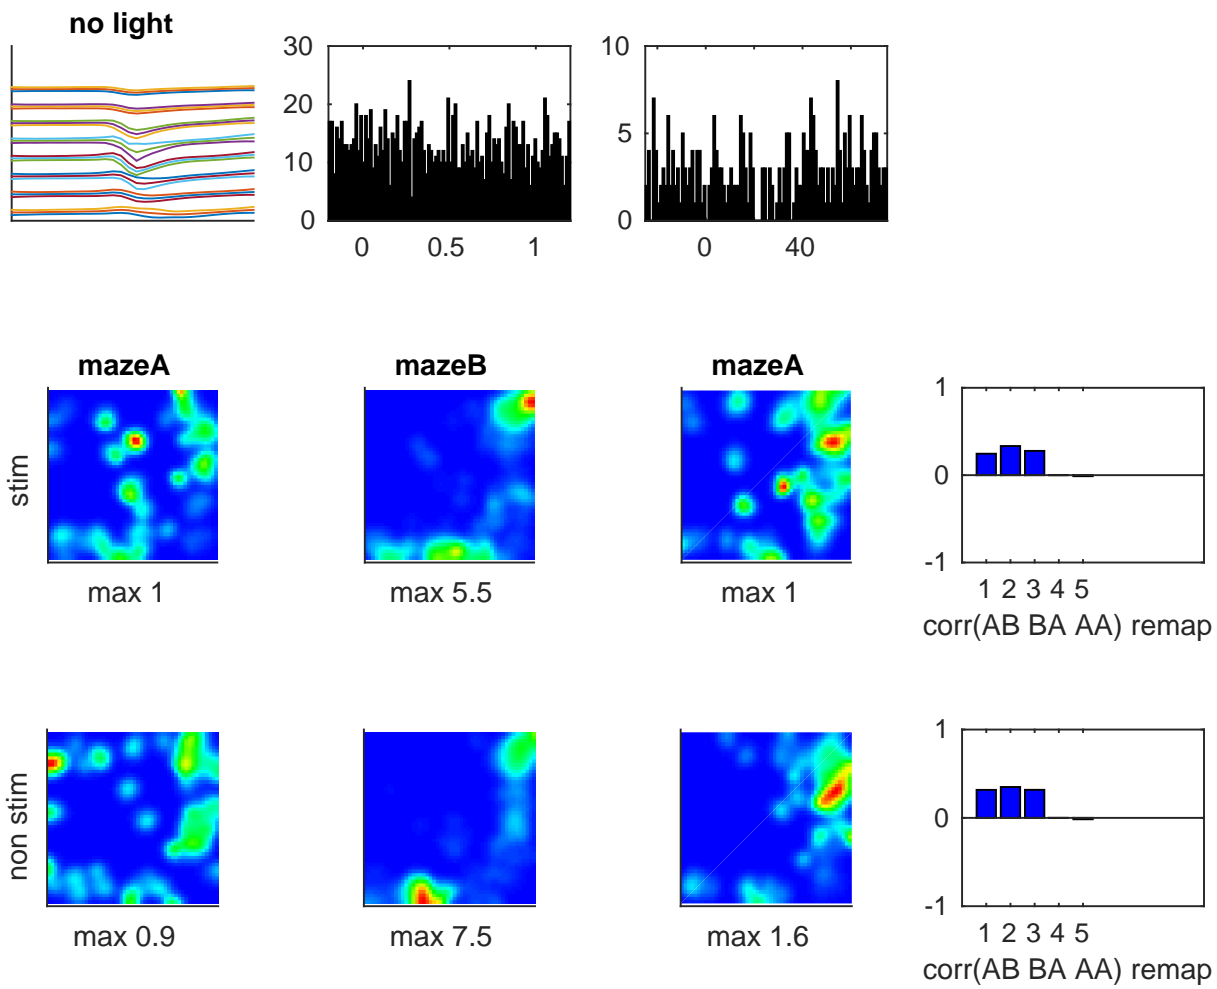 no light
30
20
10
0
0 0.5 1
10
5
0
0 40
mazeA mazeB mazeA
stim
max 1 max 5.5 max 1
1
0
-1
1 2 3 4 5
corr(AB BA AA) remap
non stim
max 0.9 max 7.5 max 1.6
1
0
-1
1 2 3 4 5
corr(AB BA AA) remap